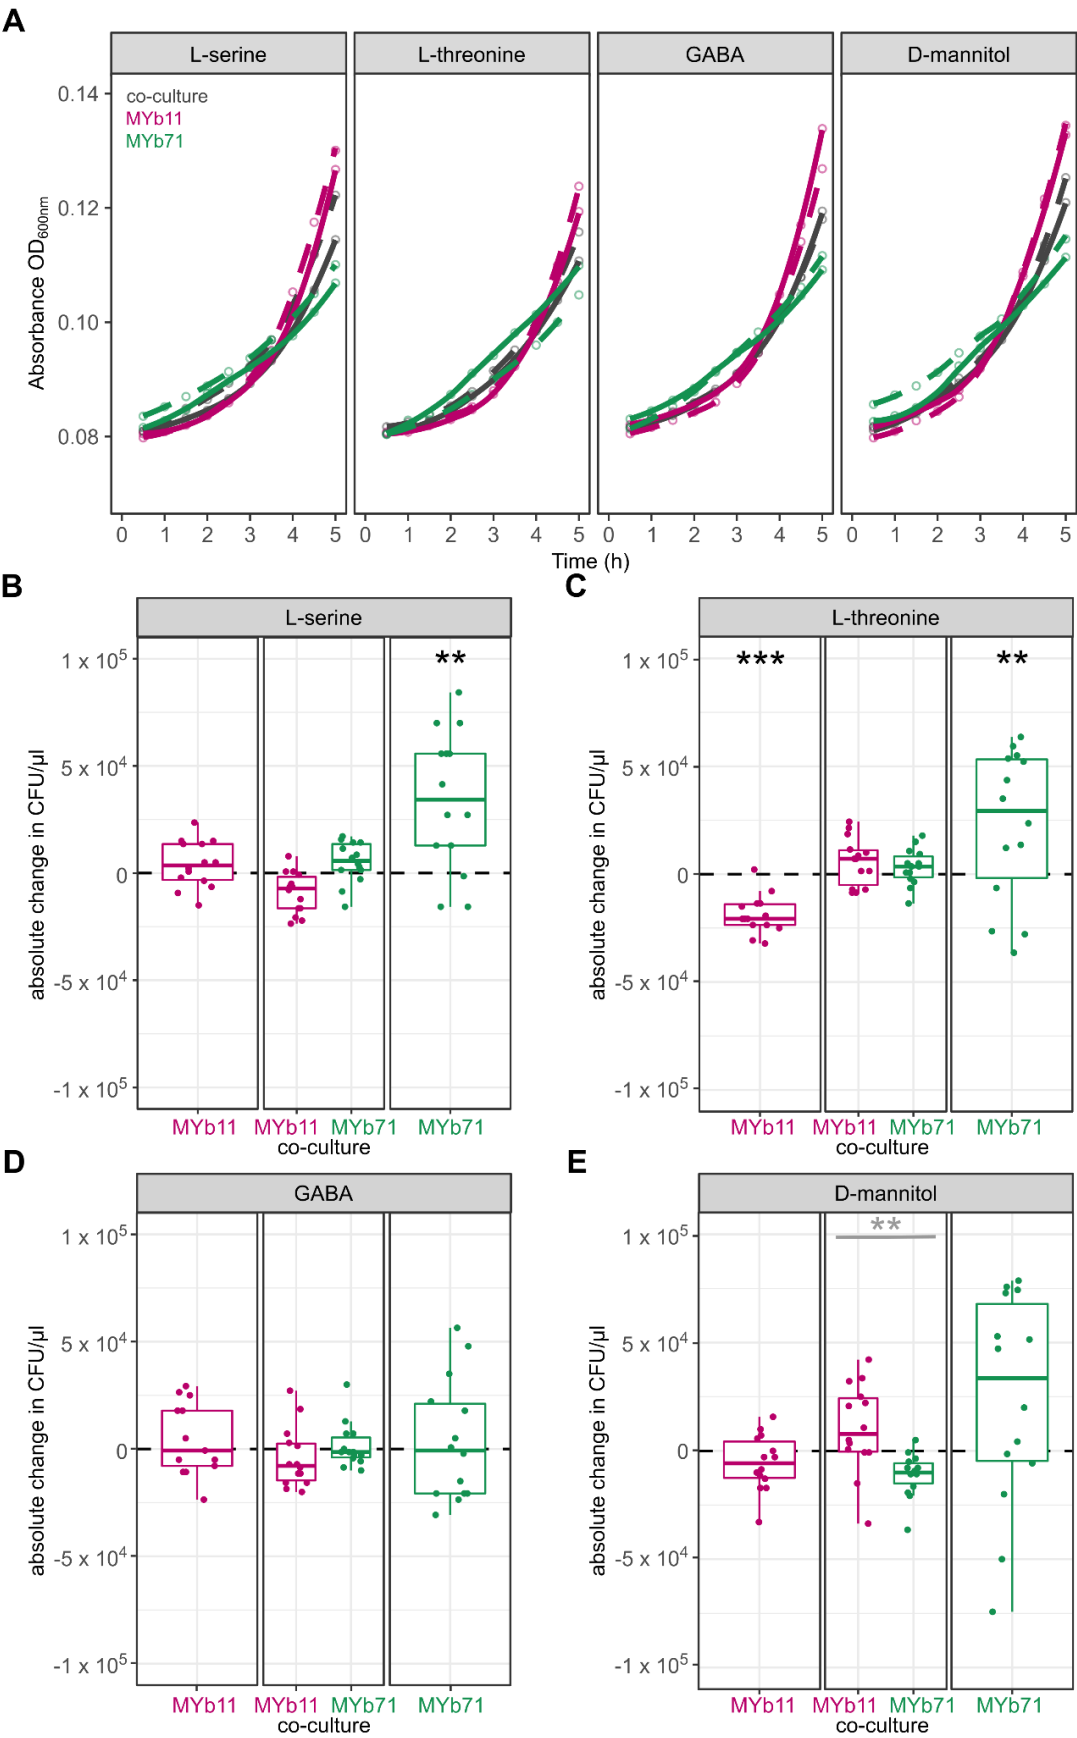 A
L-serine L-threonine GABA D-mannitol
co-culture
MYb11
MYb71
0.14
0.12
0.10
0.08
Absorbance OD600nm
0 1 2 3 4 5 0 1 2 3 4 5 0 1 2 3 4 5 0 1 2 3 4 5
Time (h)
B
L-serine
**
1 x 10⁵
5 x 10⁴
0
-5 x 10⁴
-1 x 10⁵
absolute change in CFU/µl
MYb11 MYb11 MYb71 MYb71
co-culture
C
L-threonine
*** **
1 x 10⁵
5 x 10⁴
0
-5 x 10⁴
-1 x 10⁵
absolute change in CFU/µl
MYb11 MYb11 MYb71 MYb71
co-culture
D
GABA
1 x 10⁵
5 x 10⁴
0
-5 x 10⁴
-1 x 10⁵
absolute change in CFU/µl
MYb11 MYb11 MYb71 MYb71
co-culture
E
D-mannitol
**
1 x 10⁵
5 x 10⁴
0
-5 x 10⁴
-1 x 10⁵
absolute change in CFU/µl
MYb11 MYb11 MYb71 MYb71
co-culture